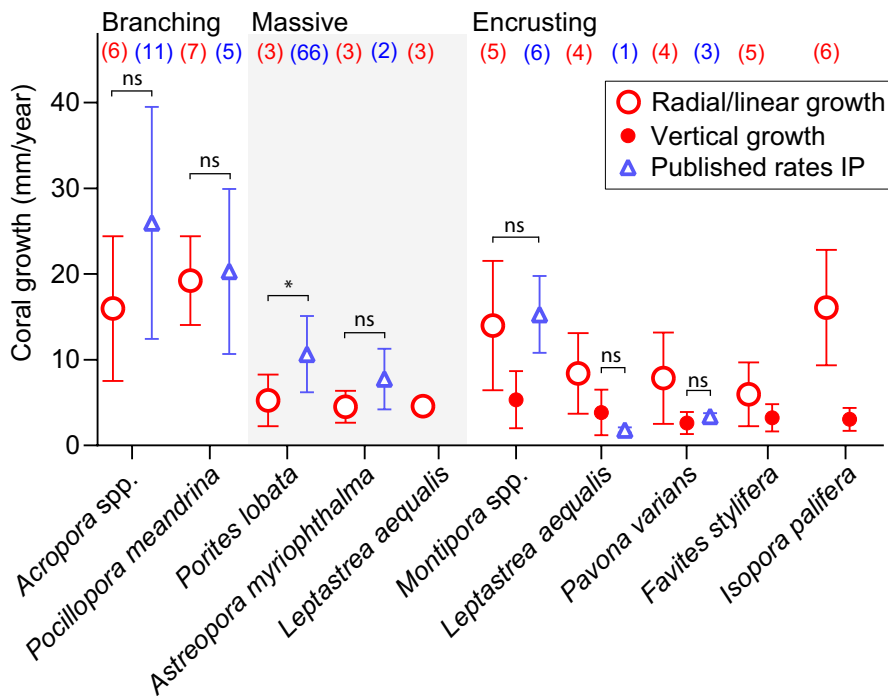 Branching Massive Encrusting
(6) (11) (7) (5) (3) (66) (3) (2) (3) (5) (6) (4) (1) (4) (3) (5) (6)
ns ns * ns ns ns ns
Radial/linear growth
Vertical growth
Published rates IP
Coral growth (mm/year)
40
30
20
10
0
Acropora spp.
Pocillopora meandrina
Porites lobata
Astreopora myriophthalma
Leptastrea aequalis
Montipora spp.
Leptastrea aequalis
Pavona varians
Favites stylifera
Isopora palifera